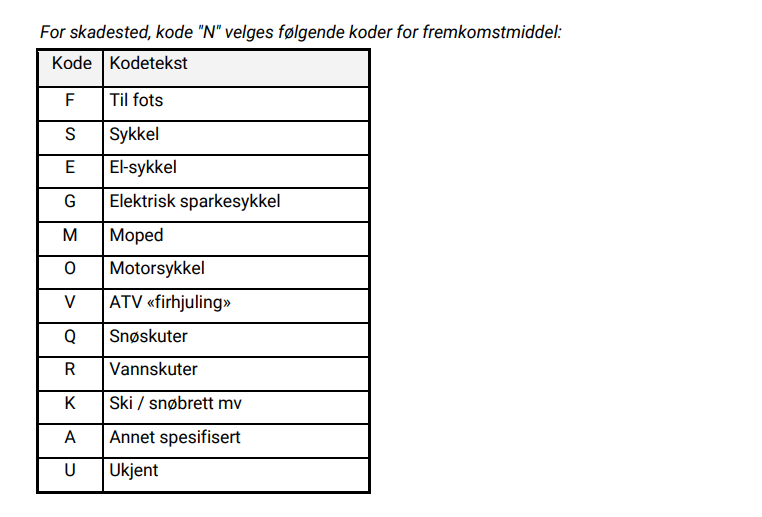 For skadested, kode "N" velges følgende koder for fremkomstmiddel:
Kode Kodetekst
F Til fots
S Sykkel
E El-sykkel
G Elektrisk sparkesykkel
M Moped
O Motorsykkel
V ATV «firhjuling»
Q Snøskuter
R Vannskuter
K Ski / snøbrett mv
A Annet spesifisert
U Ukjent